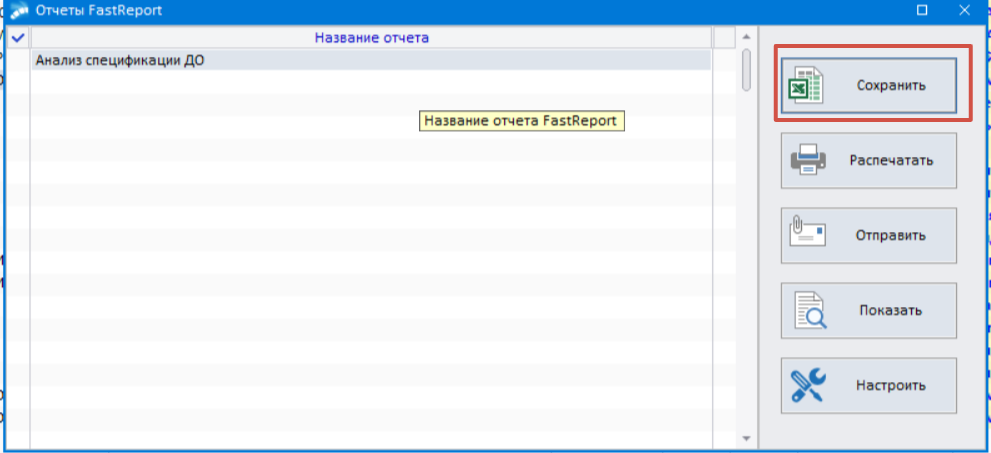 Отчеты FastReport
Название отчета
Анализ спецификации ДО
Название отчета FastReport
Сохранить
Распечатать
Отправить
Показать
Настроить